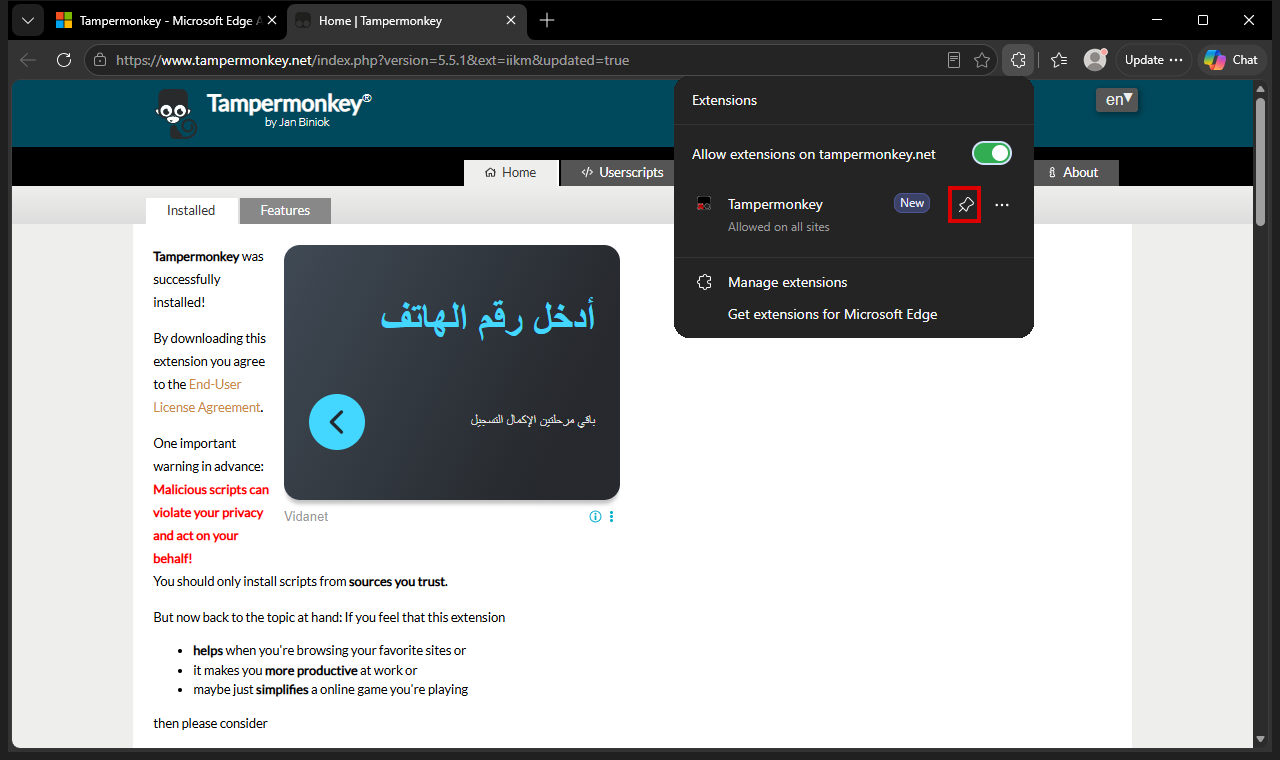 Tampermonkey - Microsoft Edge A
Home | Tampermonkey
https://www.tampermonkey.net/index.php?version=5.5.1&ext=iikm&updated=true
Update
Chat
Tampermonkey®
by Jan Biniok
en
Home
Userscripts
About
Installed
Features
Extensions
Allow extensions on tampermonkey.net
Tampermonkey
New
Allowed on all sites
Manage extensions
Get extensions for Microsoft Edge
Tampermonkey was
successfully
installed!
By downloading this
extension you agree
to the End-User
License Agreement.
One important
warning in advance:
Malicious scripts can
violate your privacy
and act on your
behalf!
You should only install scripts from sources you trust.
أدخل رقم الهاتف
باقي مرحلتين الإكمال التسجيل
Vidanet
But now back to the topic at hand: If you feel that this extension
helps when you're browsing your favorite sites or
it makes you more productive at work or
maybe just simplifies a online game you're playing
then please consider